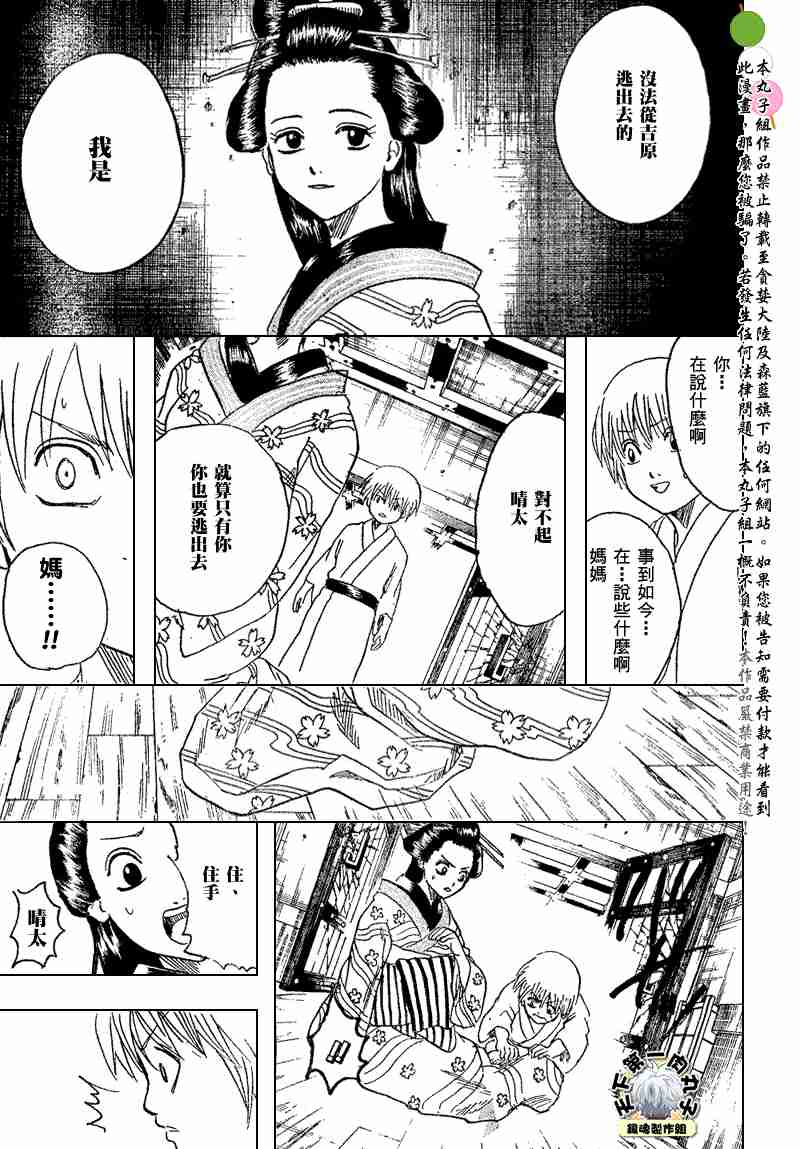 沒法從吉原
逃出去的
我是
你…
在說什麼啊
事到如今…
在…說些什麼啊
媽媽
對不起
晴太
就算只有你
你也要逃出去
媽……!!
!!
住、
住手
晴太
本丸子組作品禁止轉載至貪婪大陸及森藍旗下的任何網站。如果您被告知需要付款才能看到
此漫畫，那麼您被騙了。若發生任何法律問題，本丸子組一概不負責！本作品嚴禁商業用途！
天下第一的
銀魂製作組